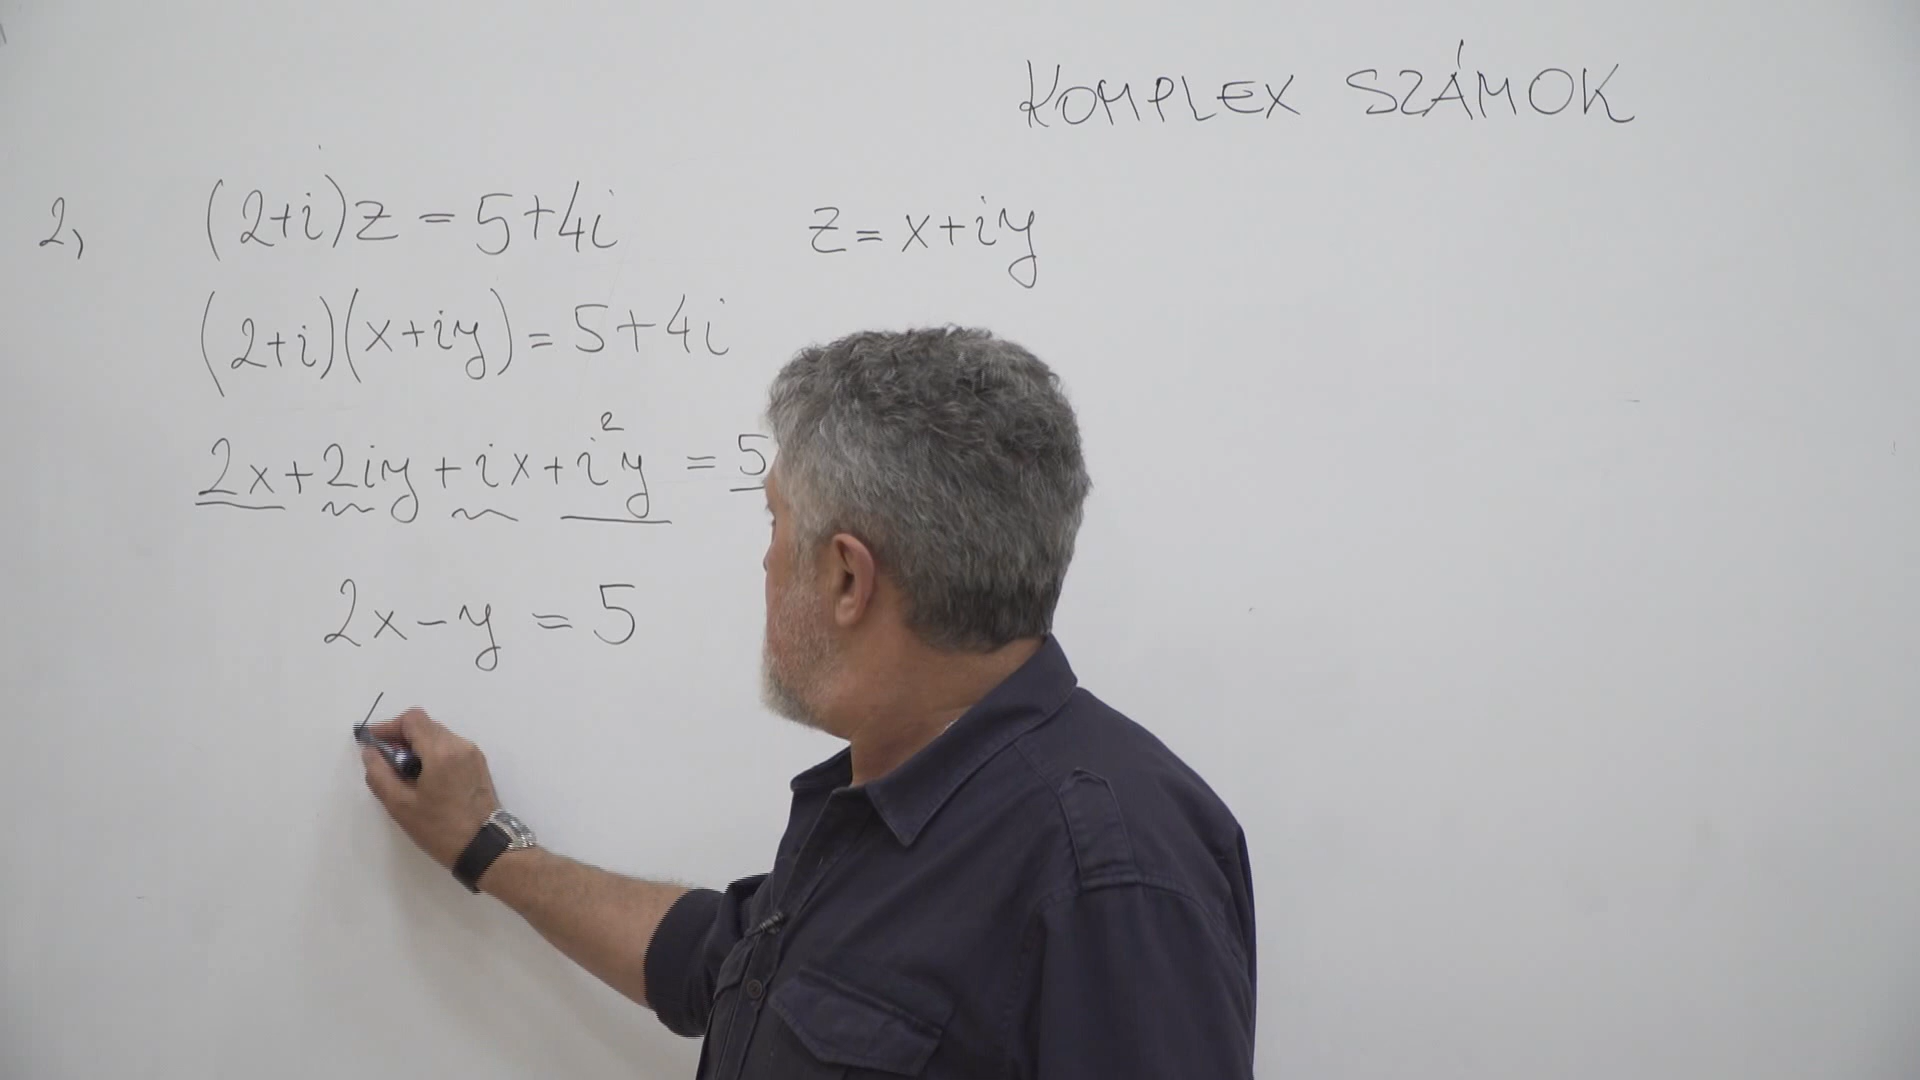 KOMPLEX SZÁMOK
2, (2+i)z = 5+4i z = x+iy
(2+i)(x+iy) = 5+4i
2x+2iy+ix+i²y = 5
2x-y = 5